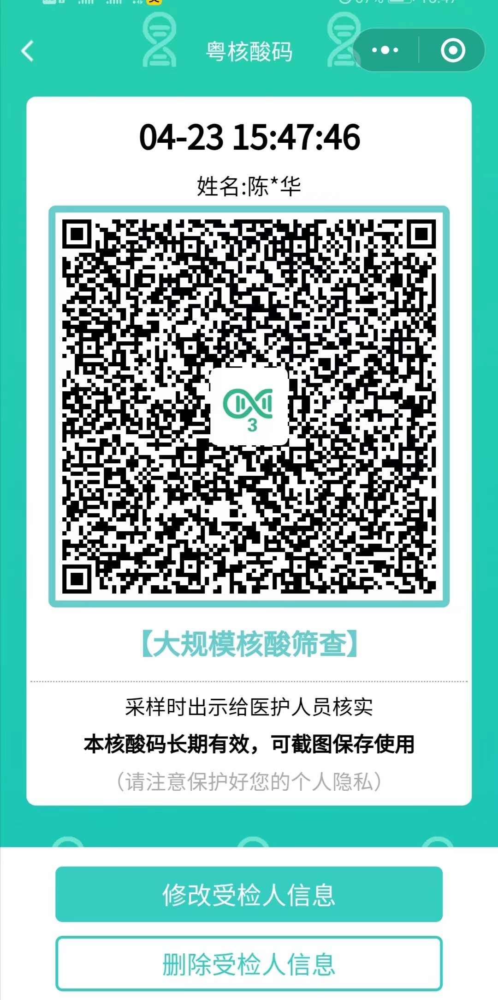 粤核酸码
04-23 15:47:46
姓名:陈*华
3
【大规模核酸筛查】
采样时出示给医护人员核实
本核酸码长期有效，可截图保存使用
（请注意保护好您的个人隐私）
修改受检人信息
删除受检人信息